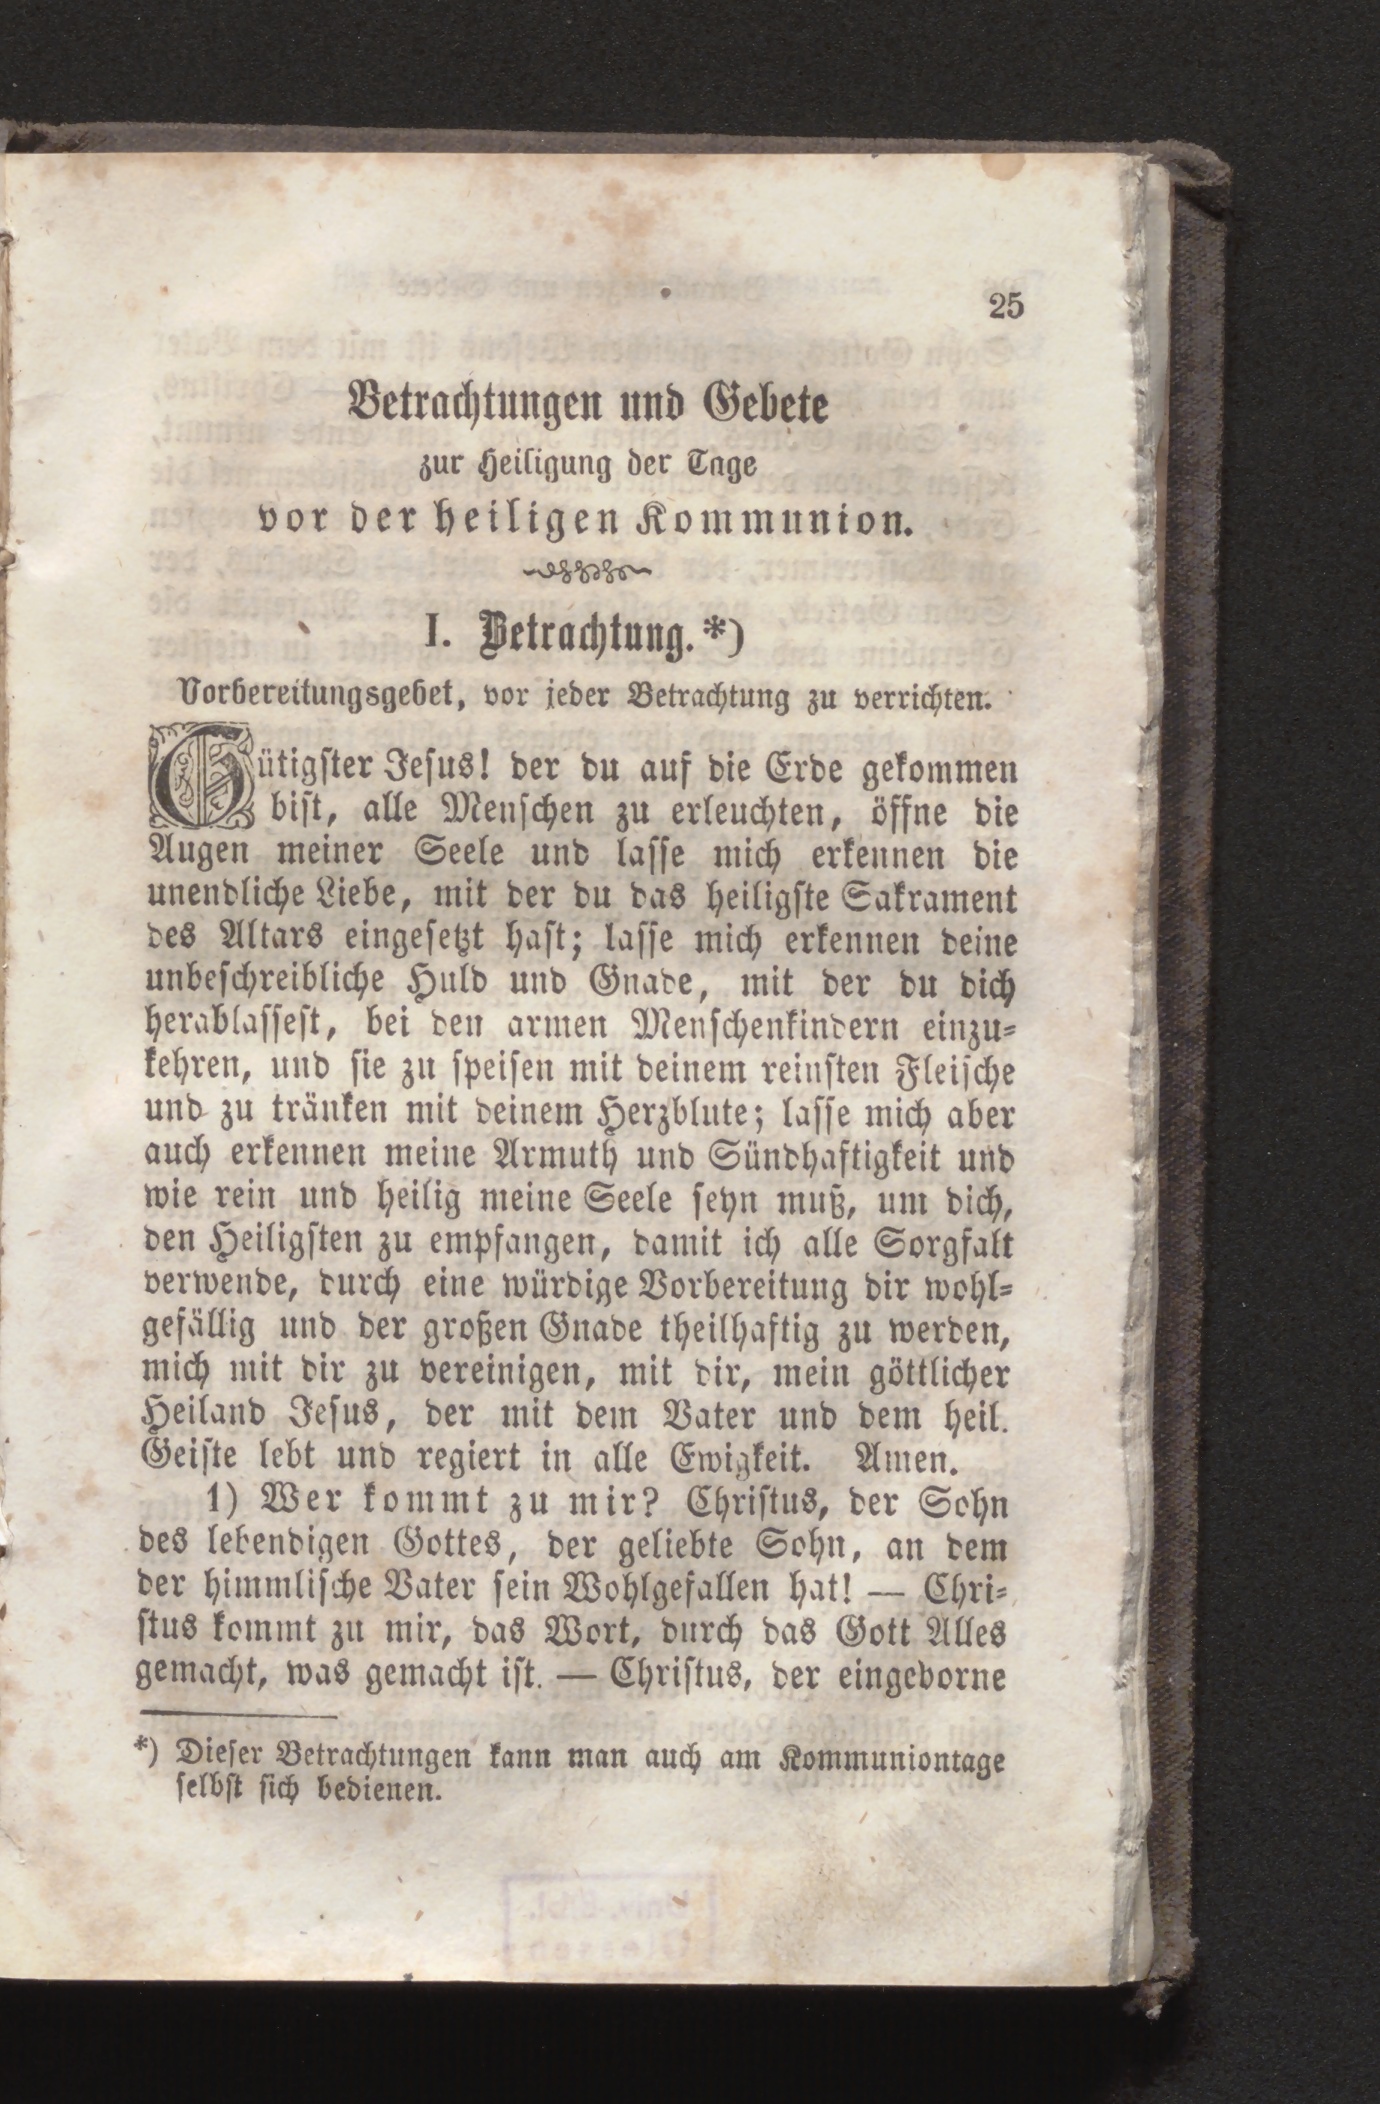 25
Betrachtungen und Gebete
zur Heiligung der Tage
vor der heiligen Kommunion.
I. Betrachtung.*)
Vorbereitungsgebet, vor jeder Betrachtung zu verrichten.
Gütigster Jesus! der du auf die Erde gekommen
bist, alle Menschen zu erleuchten, öffne die
Augen meiner Seele und lasse mich erkennen die
unendliche Liebe, mit der du das heiligste Sakrament
des Altars eingesetzt hast; lasse mich erkennen deine
unbeschreibliche Huld und Gnade, mit der du dich
herablassest, bei den armen Menschenkindern einzu-
kehren, und sie zu speisen mit deinem reinsten Fleische
und zu tränken mit deinem Herzblute; lasse mich aber
auch erkennen meine Armuth und Sündhaftigkeit und
wie rein und heilig meine Seele seyn muß, um dich,
den Heiligsten zu empfangen, damit ich alle Sorgfalt
verwende, durch eine würdige Vorbereitung dir wohl-
gefällig und der großen Gnade theilhaftig zu werden,
mich mit dir zu vereinigen, mit dir, mein göttlicher
Heiland Jesus, der mit dem Vater und dem heil.
Geiste lebt und regiert in alle Ewigkeit. Amen.
1) Wer kommt zu mir? Christus, der Sohn
des lebendigen Gottes, der geliebte Sohn, an dem
der himmlische Vater sein Wohlgefallen hat! — Chri-
stus kommt zu mir, das Wort, durch das Gott Alles
gemacht, was gemacht ist. — Christus, der eingeborne
*) Dieser Betrachtungen kann man auch am Kommuniontage
selbst sich bedienen.